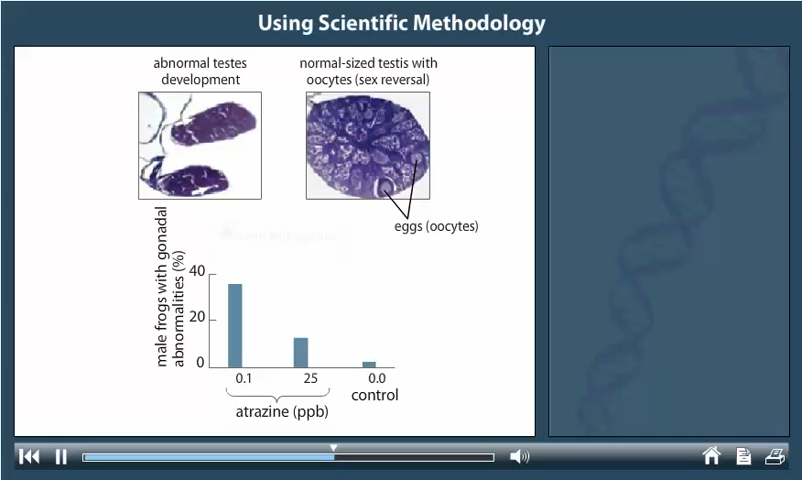 Using Scientific Methodology
abnormal testes
development
normal-sized testis with
oocytes (sex reversal)
eggs (oocytes)
male frogs with gonadal
abnormalities (%)
40
20
0
0.1
25
0.0
control
atrazine (ppb)